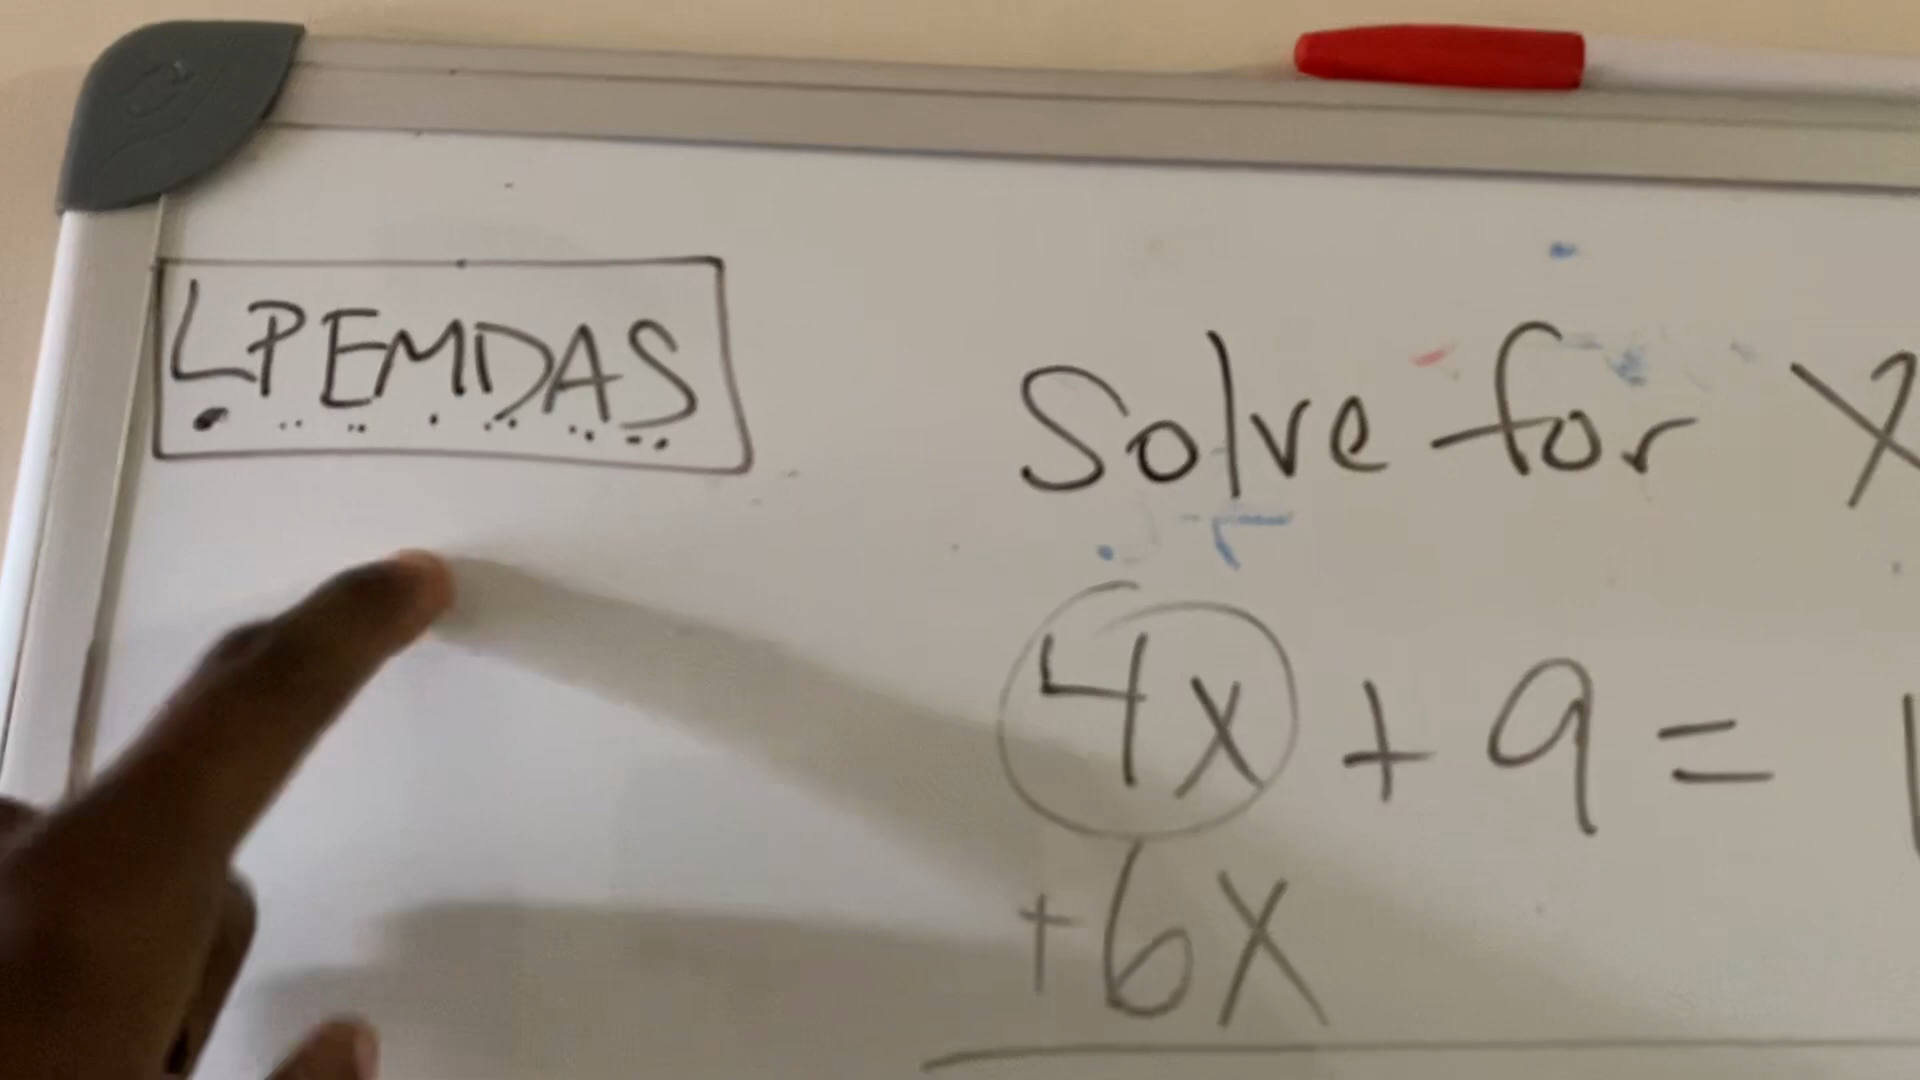 LPEMDAS
Solve for X
4x + 9 =
+6X